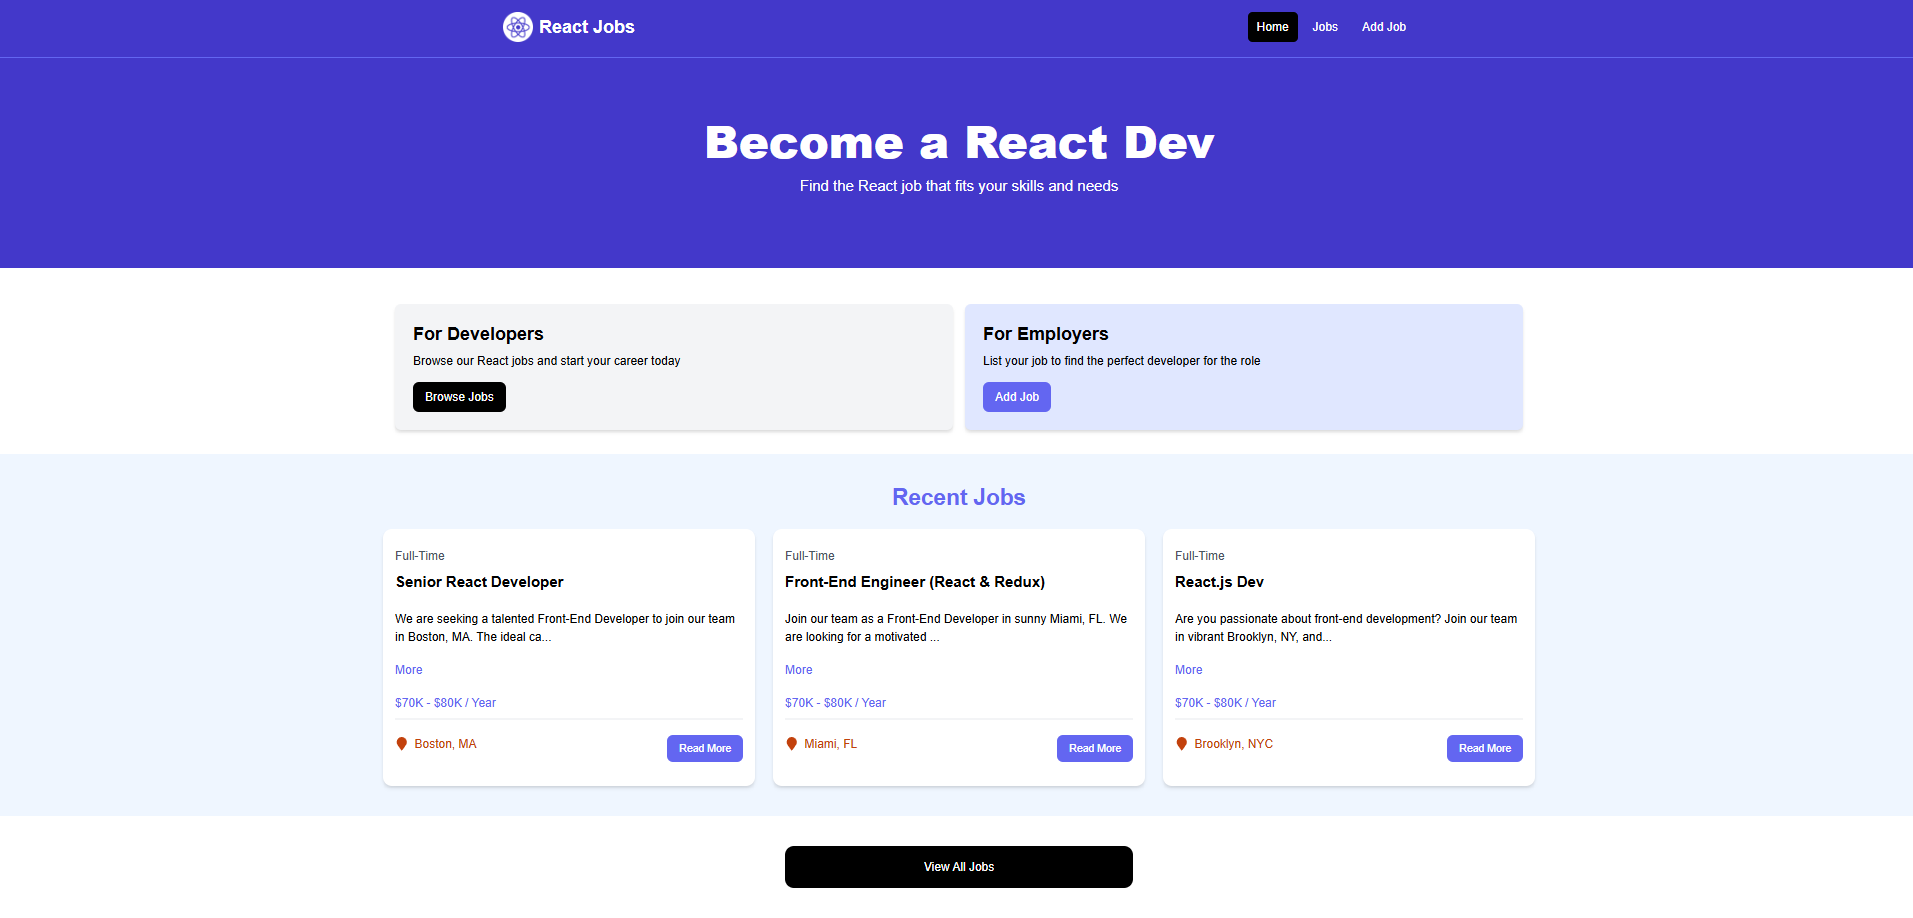 React Jobs
Home
Jobs
Add Job
Become a React Dev
Find the React job that fits your skills and needs
For Developers
Browse our React jobs and start your career today
Browse Jobs
For Employers
List your job to find the perfect developer for the role
Add Job
Recent Jobs
Full-Time
Senior React Developer
We are seeking a talented Front-End Developer to join our team
in Boston, MA. The ideal ca...
More
$70K - $80K / Year
Boston, MA
Read More
Full-Time
Front-End Engineer (React & Redux)
Join our team as a Front-End Developer in sunny Miami, FL. We
are looking for a motivated ...
More
$70K - $80K / Year
Miami, FL
Read More
Full-Time
React.js Dev
Are you passionate about front-end development? Join our team
in vibrant Brooklyn, NY, and...
More
$70K - $80K / Year
Brooklyn, NYC
Read More
View All Jobs